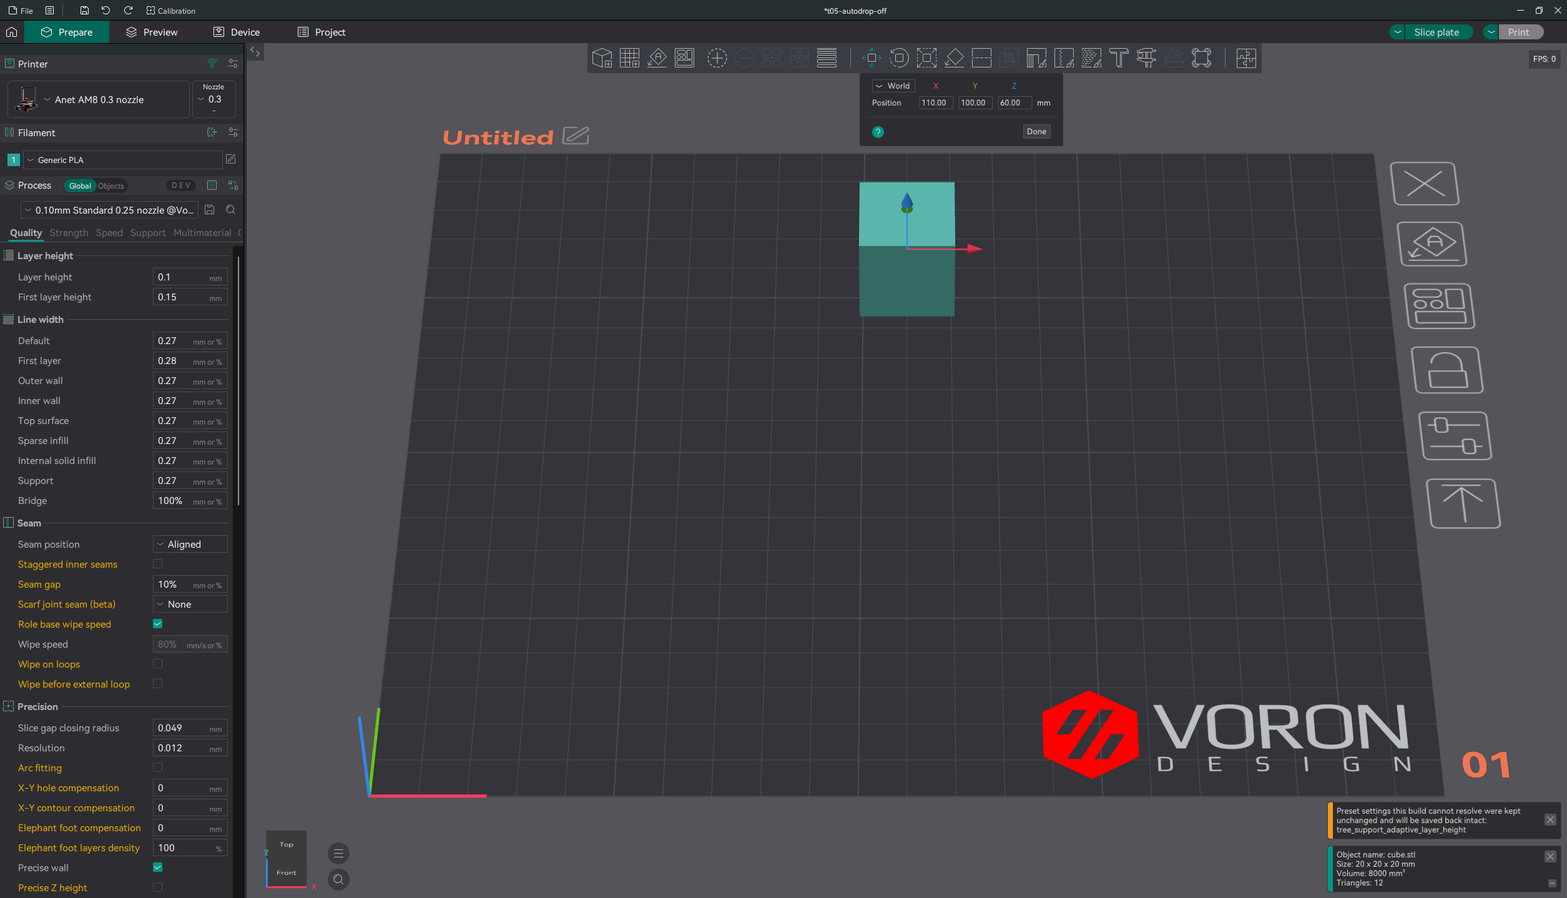 File
Calibration
*t05-autodrop-off
Prepare
Preview
Device
Project
Slice plate
Print
Printer
FPS: 0
Anet AM8 0.3 nozzle
Nozzle
0.3
-
World
X
Y
Z
Position
110.00
100.00
60.00
mm
?
Done
Filament
1
Generic PLA
Process
Global
Objects
DEV
0.10mm Standard 0.25 nozzle @Vo...
Quality
Strength
Speed
Support
Multimaterial
Untitled
Layer height
Layer height 0.1 mm
First layer height 0.15 mm
Line width
Default 0.27 mm or %
First layer 0.28 mm or %
Outer wall 0.27 mm or %
Inner wall 0.27 mm or %
Top surface 0.27 mm or %
Sparse infill 0.27 mm or %
Internal solid infill 0.27 mm or %
Support 0.27 mm or %
Bridge 100% mm or %
Seam
Seam position Aligned
Staggered inner seams
Seam gap 10% mm or %
Scarf joint seam (beta) None
Role base wipe speed
Wipe speed 80% mm/s or %
Wipe on loops
Wipe before external loop
Precision
Slice gap closing radius 0.049 mm
Resolution 0.012 mm
Arc fitting
X-Y hole compensation 0 mm
X-Y contour compensation 0 mm
Elephant foot compensation 0 mm
Elephant foot layers density 100 %
Precise wall
Precise Z height
VORON
DESIGN
01
Top
Front
Y
X
Preset settings this build cannot resolve were kept
unchanged and will be saved back intact:
tree_support_adaptive_layer_height
Object name: cube.stl
Size: 20 x 20 x 20 mm
Volume: 8000 mm³
Triangles: 12